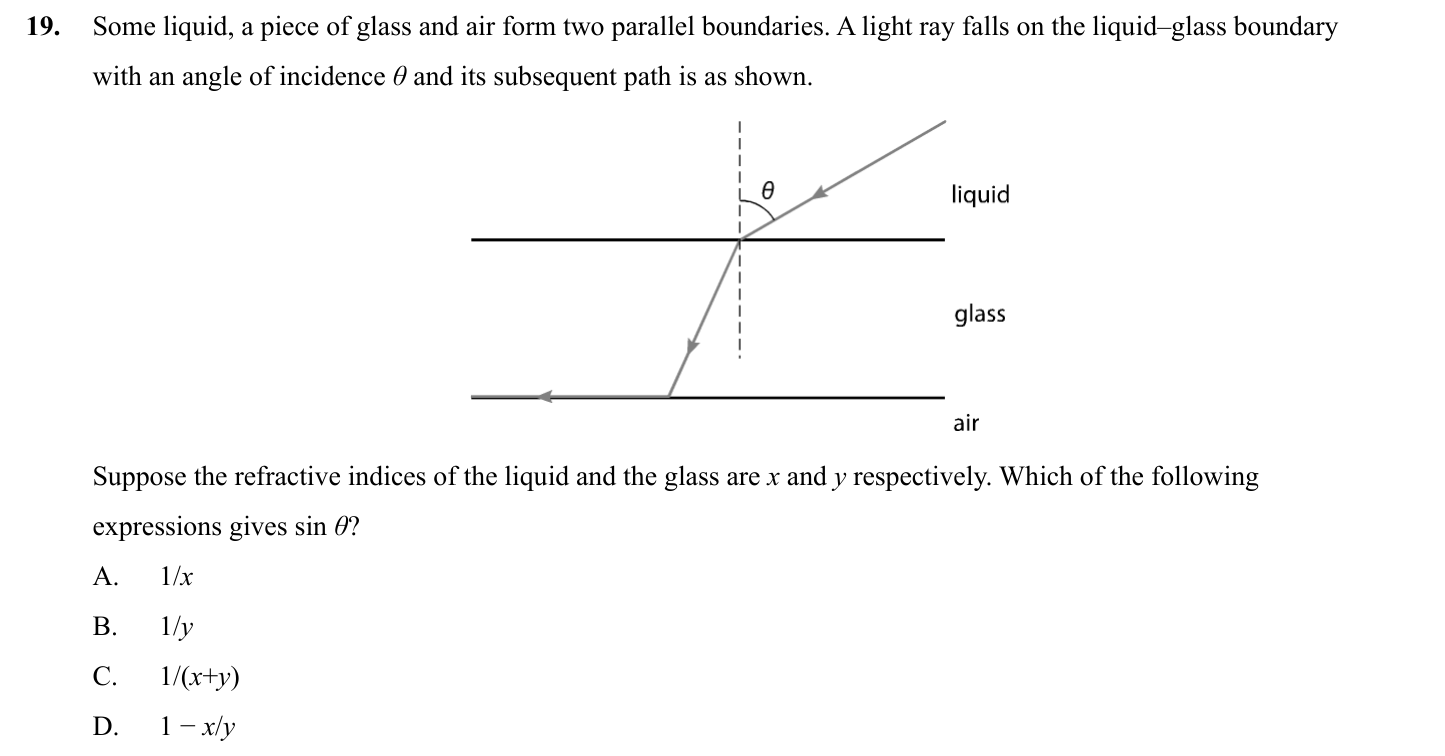 19. Some liquid, a piece of glass and air form two parallel boundaries. A light ray falls on the liquid–glass boundary
with an angle of incidence θ and its subsequent path is as shown.
θ
liquid
glass
air
Suppose the refractive indices of the liquid and the glass are x and y respectively. Which of the following
expressions gives sin θ?
A. 1/x
B. 1/y
C. 1/(x+y)
D. 1 − x/y